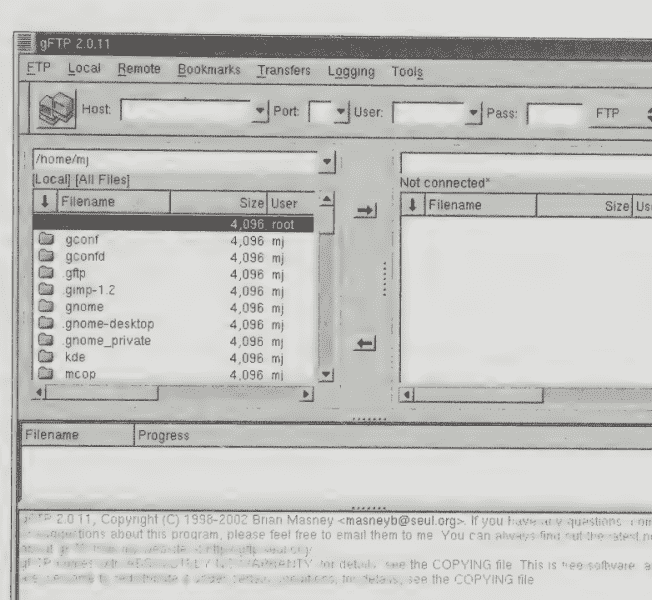 gFTP 2.0.11
FTP Local Remote Bookmarks Transfers Logging Tools
Host: Port: User: Pass: FTP
/home/mj
[Local] [All Files]
Not connected*
Filename Size User
Filename Size Us
4,096 root
gconf 4,096 mj
gconfd 4,096 mj
.gftp 4,096 mj
.gimp-1.2 4,096 mj
gnome 4,096 mj
.gnome-desktop 4,096 mj
.gnome_private 4,096 mj
kde 4,096 mj
mcop 4,096 mj
Filename Progress
2.0.11, Copyright (C) 1998-2002 Brian Masney <masneyb@seul.org>. If you have any questions
about this program, please feel free to email them to me. You can always find out the latest
for details, see the COPYING file. This is free software
for details, see the COPYING file